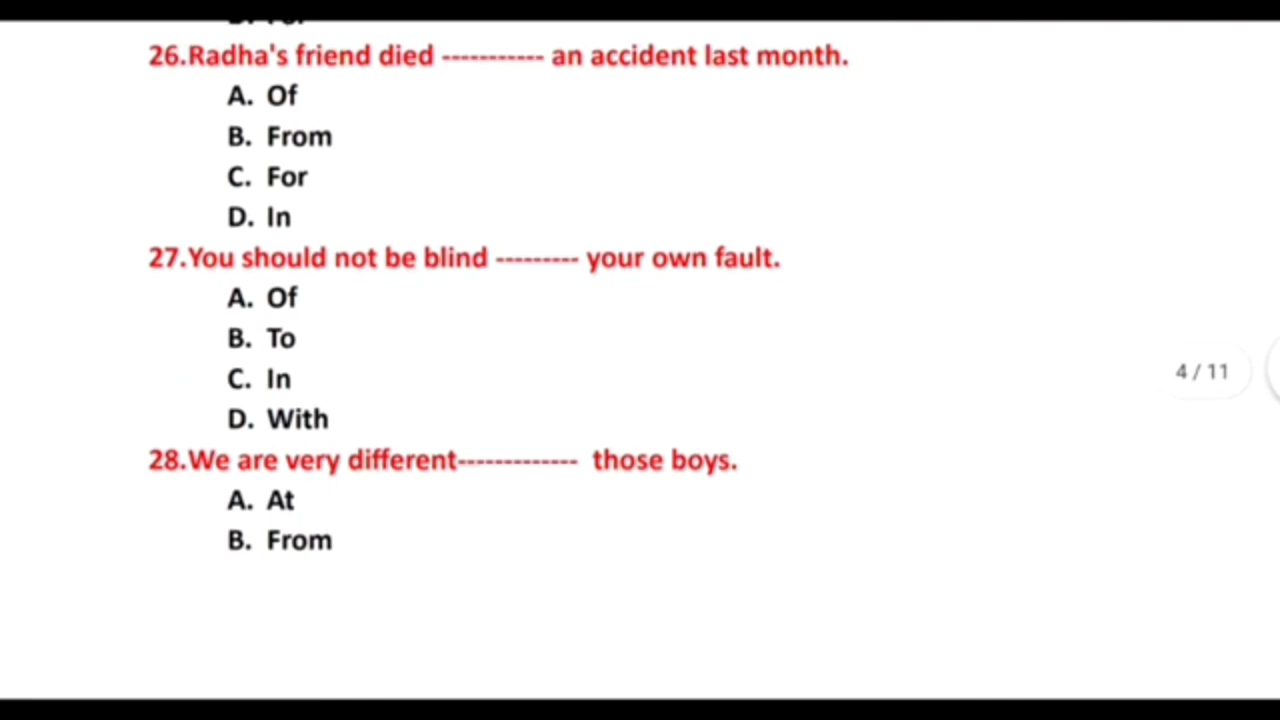 26.Radha's friend died ----------- an accident last month.
A. Of
B. From
C. For
D. In
27.You should not be blind --------- your own fault.
A. Of
B. To
C. In
D. With
28.We are very different------------- those boys.
A. At
B. From
4 / 11